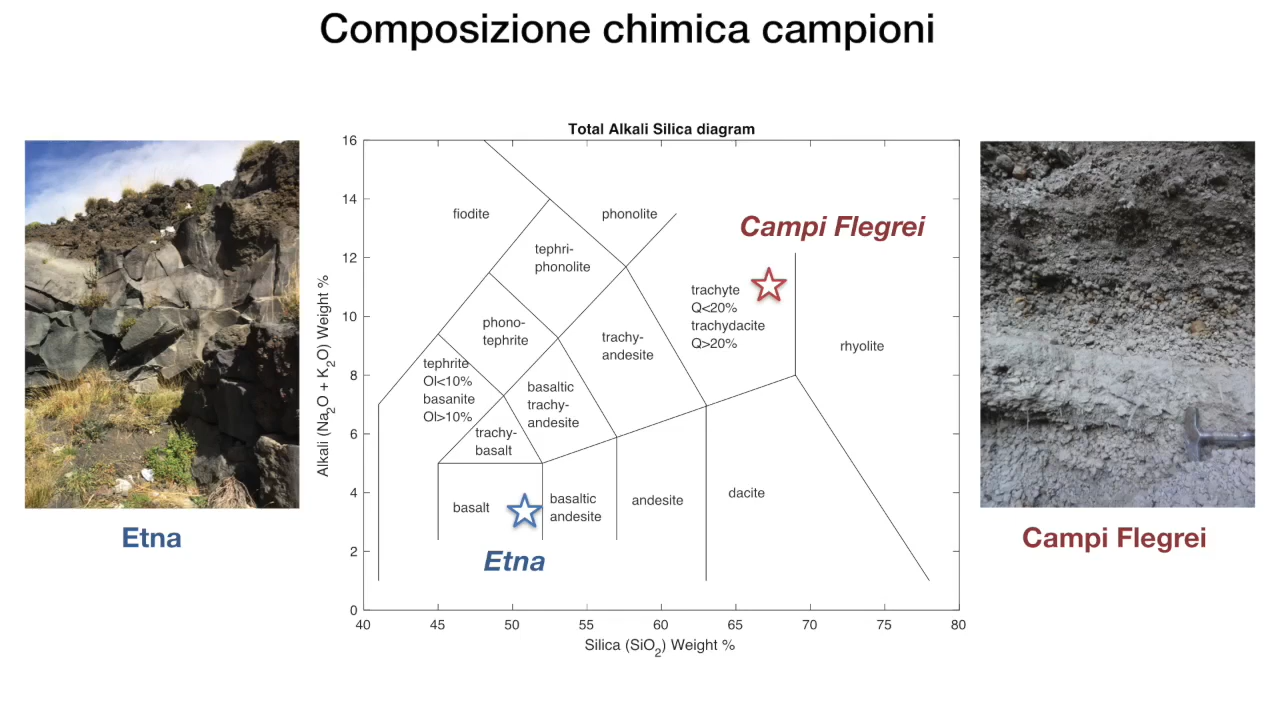 Composizione chimica campioni
Total Alkali Silica diagram
16
14
12
10
8
6
4
2
0
Alkali (Na2O + K2O) Weight %
fiodite
phonolite
Campi Flegrei
tephri-
phonolite
trachyte
Q<20%
trachydacite
Q>20%
phono-
tephrite
trachy-
andesite
rhyolite
tephrite
Ol<10%
basanite
Ol>10%
basaltic
trachy-
andesite
trachy-
basalt
basalt
basaltic
andesite
andesite
dacite
Etna
40 45 50 55 60 65 70 75 80
Silica (SiO2) Weight %
Etna
Campi Flegrei